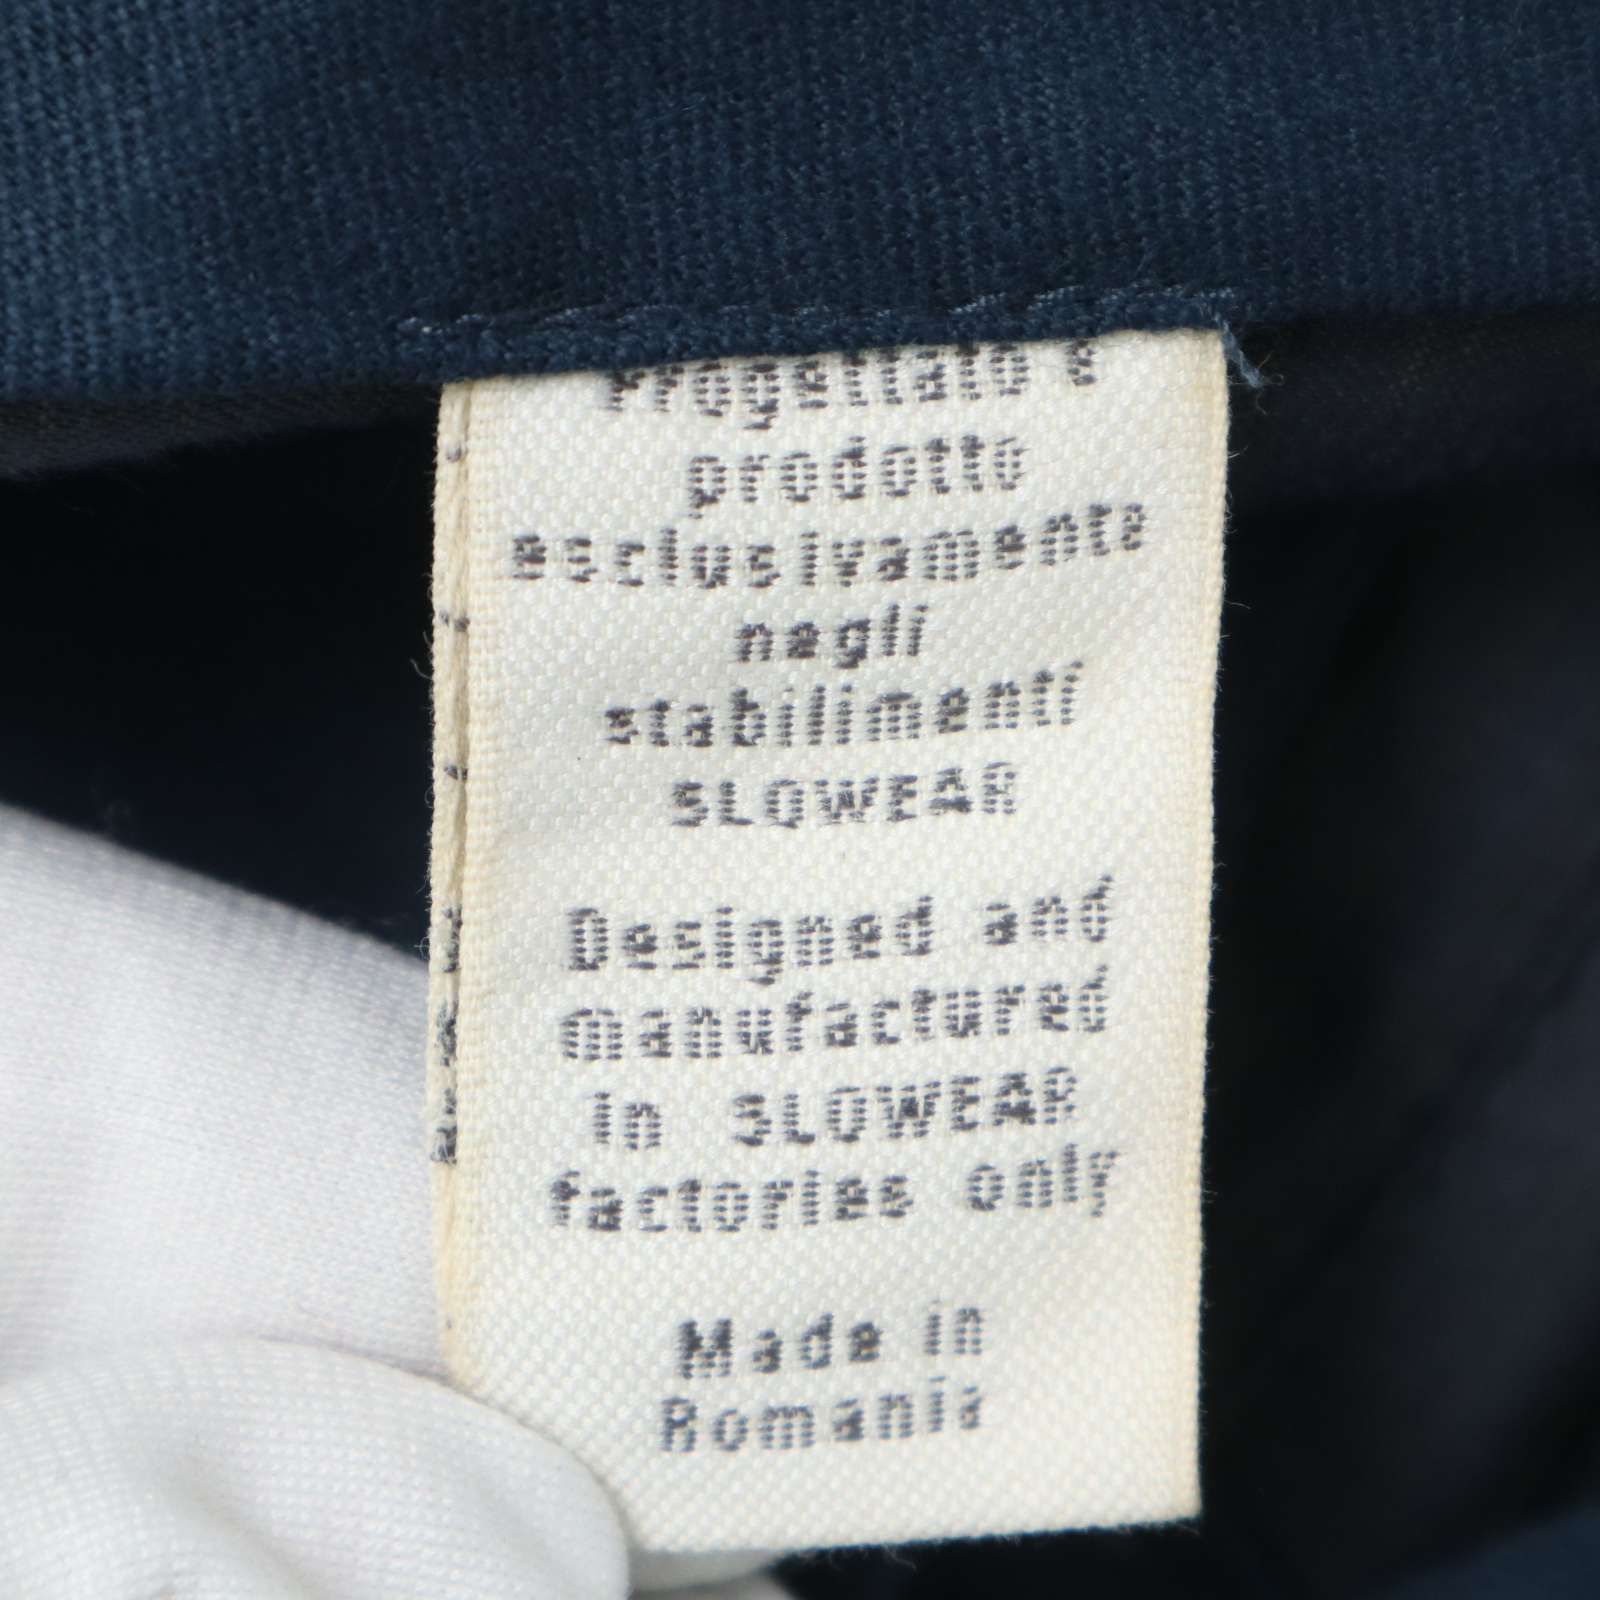 Progettato e
prodotto
esclusivamente
negli
stabilimenti
SLOWEAR
Designed and
manufactured
in SLOWEAR
factories only
Made in
Romania